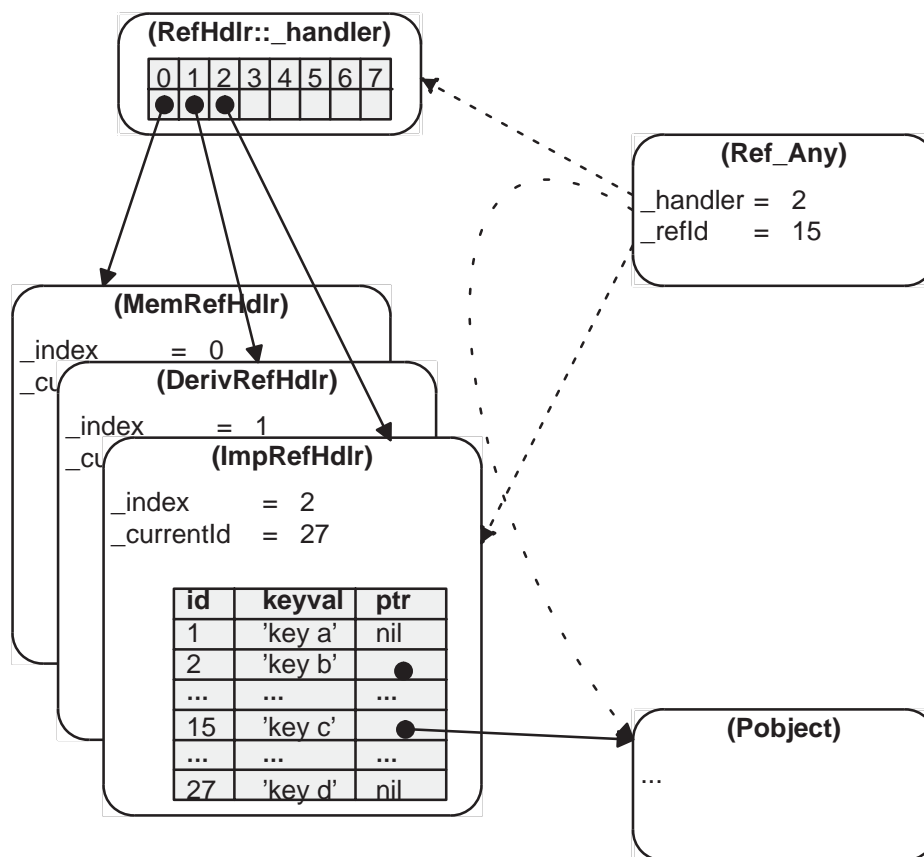 (RefHdlr::_handler)
0 1 2 3 4 5 6 7
(Ref_Any)
_handler = 2
_refId = 15
(MemRefHdlr)
_index = 0
_cu
(DerivRefHdlr)
_index = 1
_cu
(ImpRefHdlr)
_index = 2
_currentId = 27
id keyval ptr
1 ’key a’ nil
2 ’key b’
... ... ...
15 ’key c’
... ... ...
27 ’key d’ nil
(Pobject)
...